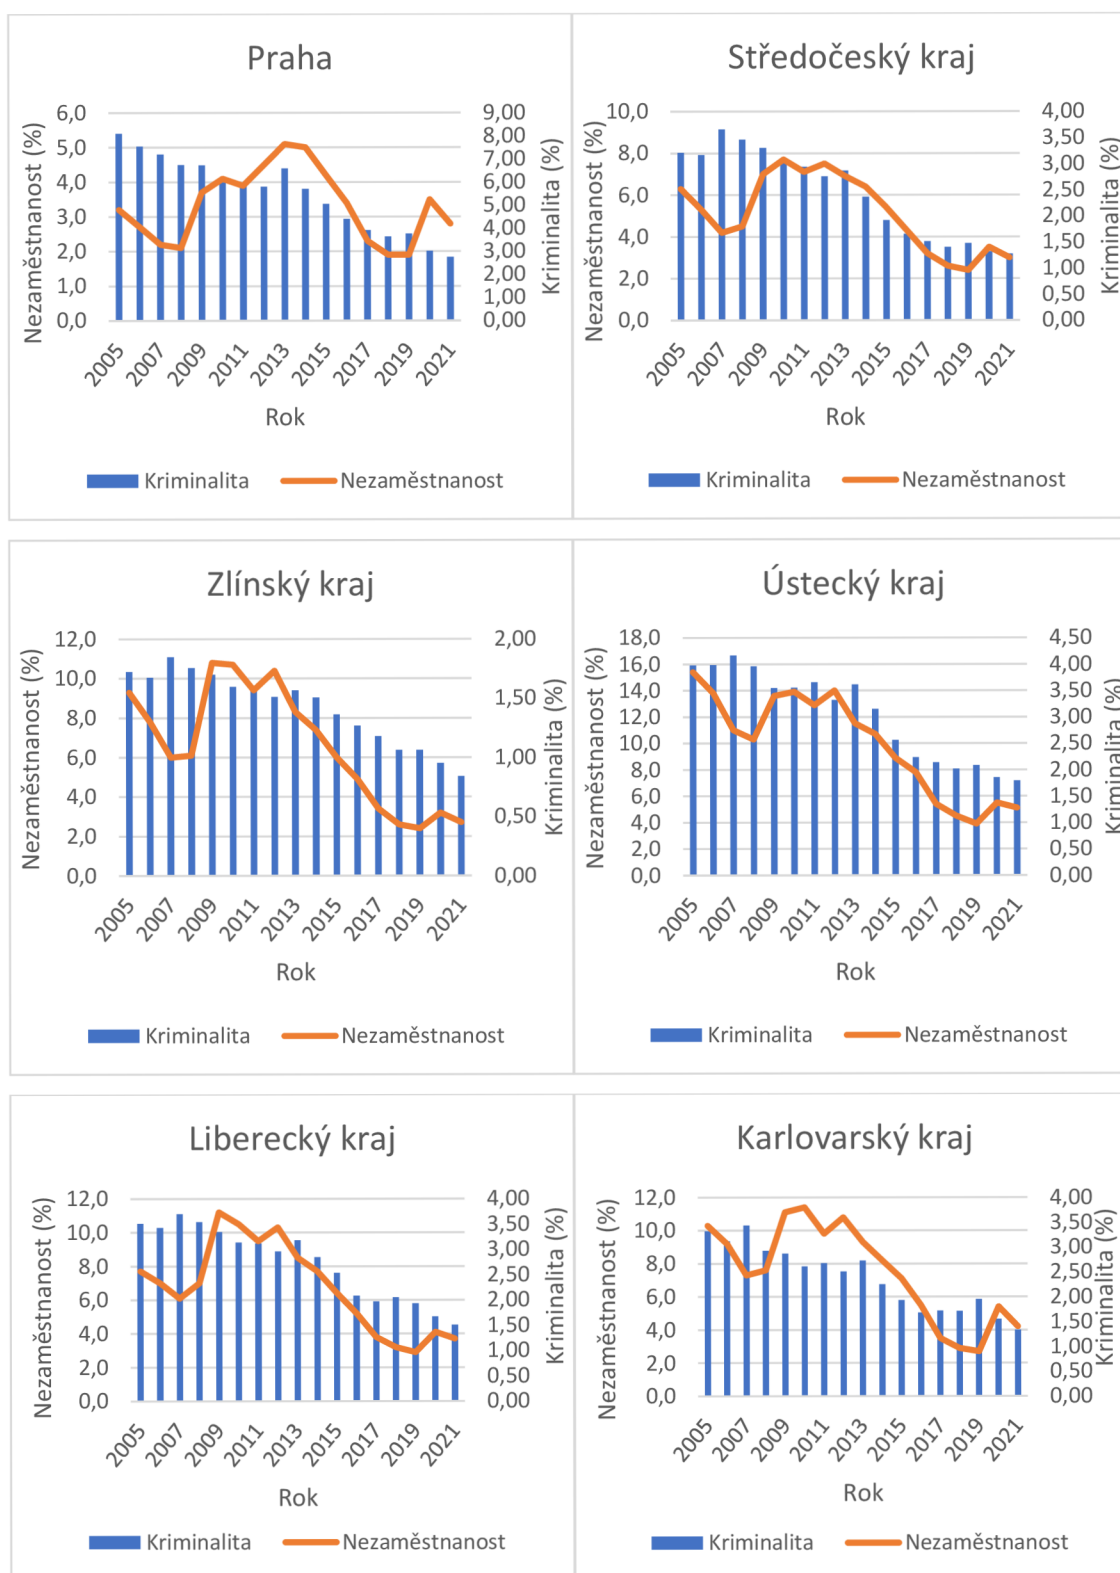 Praha
Nezaměstnanost (%)
6,0
5,0
4,0
3,0
2,0
1,0
0,0
9,00
8,00
7,00
6,00
5,00
4,00
3,00
2,00
1,00
0,00
Kriminalita (%)
2005 2007 2009 2011 2013 2015 2017 2019 2021
Rok
Kriminalita Nezaměstnanost
Středočeský kraj
Nezaměstnanost (%)
10,0
8,0
6,0
4,0
2,0
0,0
4,00
3,50
3,00
2,50
2,00
1,50
1,00
0,50
0,00
Kriminalita (%)
2005 2007 2009 2011 2013 2015 2017 2019 2021
Rok
Kriminalita Nezaměstnanost
Zlínský kraj
Nezaměstnanost (%)
12,0
10,0
8,0
6,0
4,0
2,0
0,0
2,00
1,50
1,00
0,50
0,00
Kriminalita (%)
2005 2007 2009 2011 2013 2015 2017 2019 2021
Rok
Kriminalita Nezaměstnanost
Ústecký kraj
Nezaměstnanost (%)
18,0
16,0
14,0
12,0
10,0
8,0
6,0
4,0
2,0
0,0
4,50
4,00
3,50
3,00
2,50
2,00
1,50
1,00
0,50
0,00
Kriminalita (%)
2005 2007 2009 2011 2013 2015 2017 2019 2021
Rok
Kriminalita Nezaměstnanost
Liberecký kraj
Nezaměstnanost (%)
12,0
10,0
8,0
6,0
4,0
2,0
0,0
4,00
3,50
3,00
2,50
2,00
1,50
1,00
0,50
0,00
Kriminalita (%)
2005 2007 2009 2011 2013 2015 2017 2019 2021
Rok
Kriminalita Nezaměstnanost
Karlovarský kraj
Nezaměstnanost (%)
12,0
10,0
8,0
6,0
4,0
2,0
0,0
4,00
3,50
3,00
2,50
2,00
1,50
1,00
0,50
0,00
Kriminalita (%)
2005 2007 2009 2011 2013 2015 2017 2019 2021
Rok
Kriminalita Nezaměstnanost